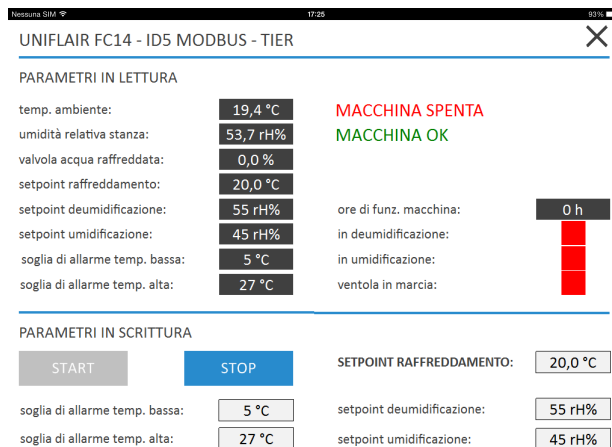 Nessuna SIM 17:25 93%
UNIFLAIR FC14 - ID5 MODBUS - TIER
PARAMETRI IN LETTURA
temp. ambiente: 19,4 °C MACCHINA SPENTA
umidità relativa stanza: 53,7 rH% MACCHINA OK
valvola acqua raffreddata: 0,0 %
setpoint raffreddamento: 20,0 °C
setpoint deumidificazione: 55 rH% ore di funz. macchina: 0 h
setpoint umidificazione: 45 rH% in deumidificazione:
soglia di allarme temp. bassa: 5 °C in umidificazione:
soglia di allarme temp. alta: 27 °C ventola in marcia:
PARAMETRI IN SCRITTURA
START STOP SETPOINT RAFFREDDAMENTO: 20,0 °C
soglia di allarme temp. bassa: 5 °C setpoint deumidificazione: 55 rH%
soglia di allarme temp. alta: 27 °C setpoint umidificazione: 45 rH%